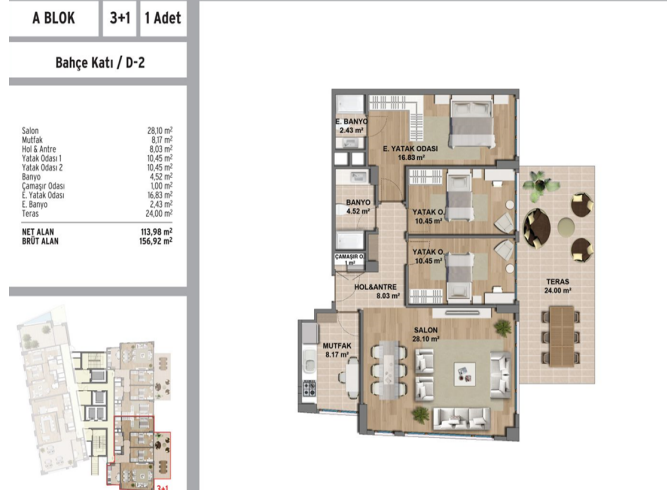 A BLOK 3+1 1 Adet
Bahçe Katı / D-2
Salon 28,10 m²
Mutfak 8,17 m²
Hol & Antre 8,03 m²
Yatak Odası 1 10,45 m²
Yatak Odası 2 10,45 m²
Banyo 4,52 m²
Çamaşır Odası 1,00 m²
E. Yatak Odası 16,83 m²
E. Banyo 2,43 m²
Teras 24,00 m²
NET ALAN 113,98 m²
BRÜT ALAN 156,92 m²
E. BANYO
2.43 m²
E. YATAK ODASI
16.83 m²
BANYO
4.52 m²
YATAK O.
10.45 m²
YATAK O.
10.45 m²
ÇAMAŞIR O.
1 m²
HOL&ANTRE
8.03 m²
TERAS
24.00 m²
MUTFAK
8.17 m²
SALON
28.10 m²
3+1